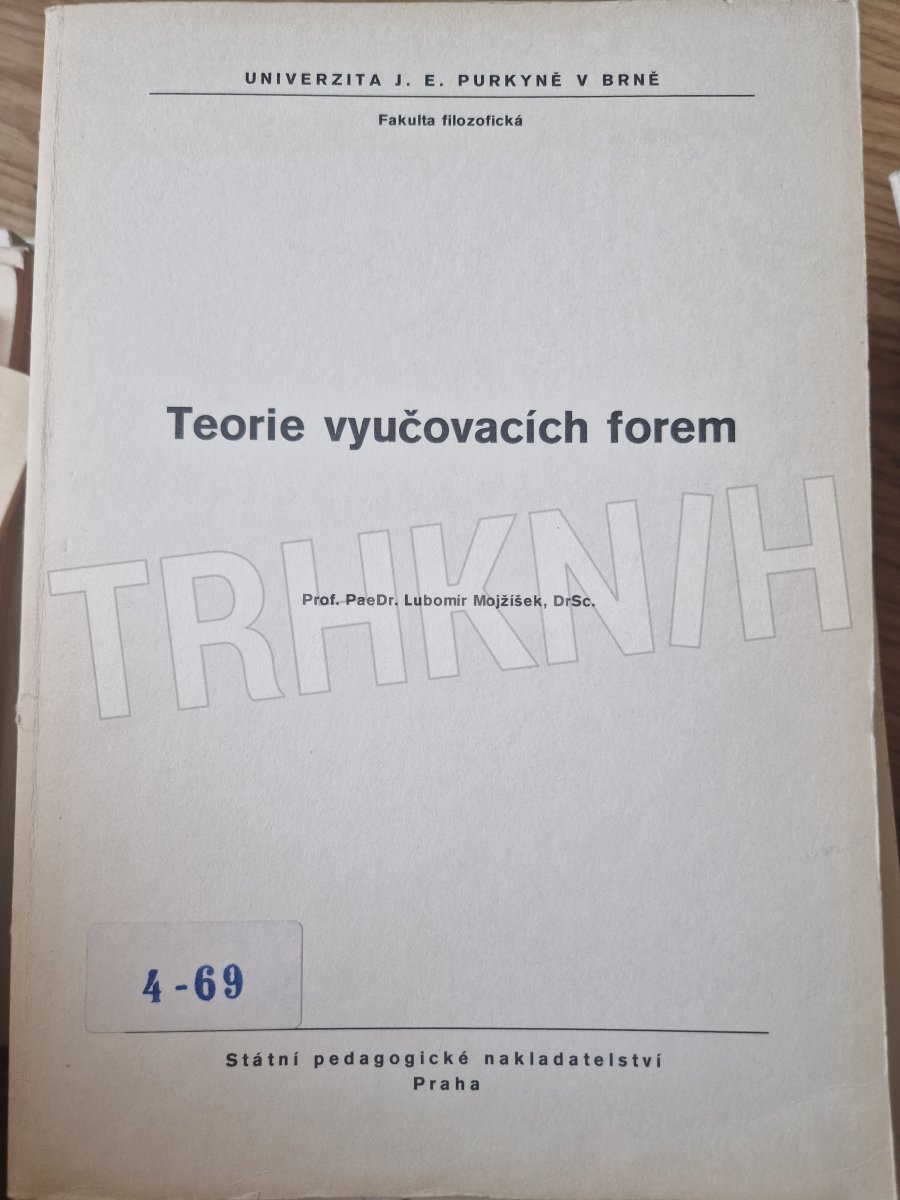 UNIVERZITA J. E. PURKYNĚ V BRNĚ
Fakulta filozofická
Teorie vyučovacích forem
TRHKNIH
Prof. PaeDr. Lubomír Mojžíšek, DrSc.
4-69
Státní pedagogické nakladatelství
Praha